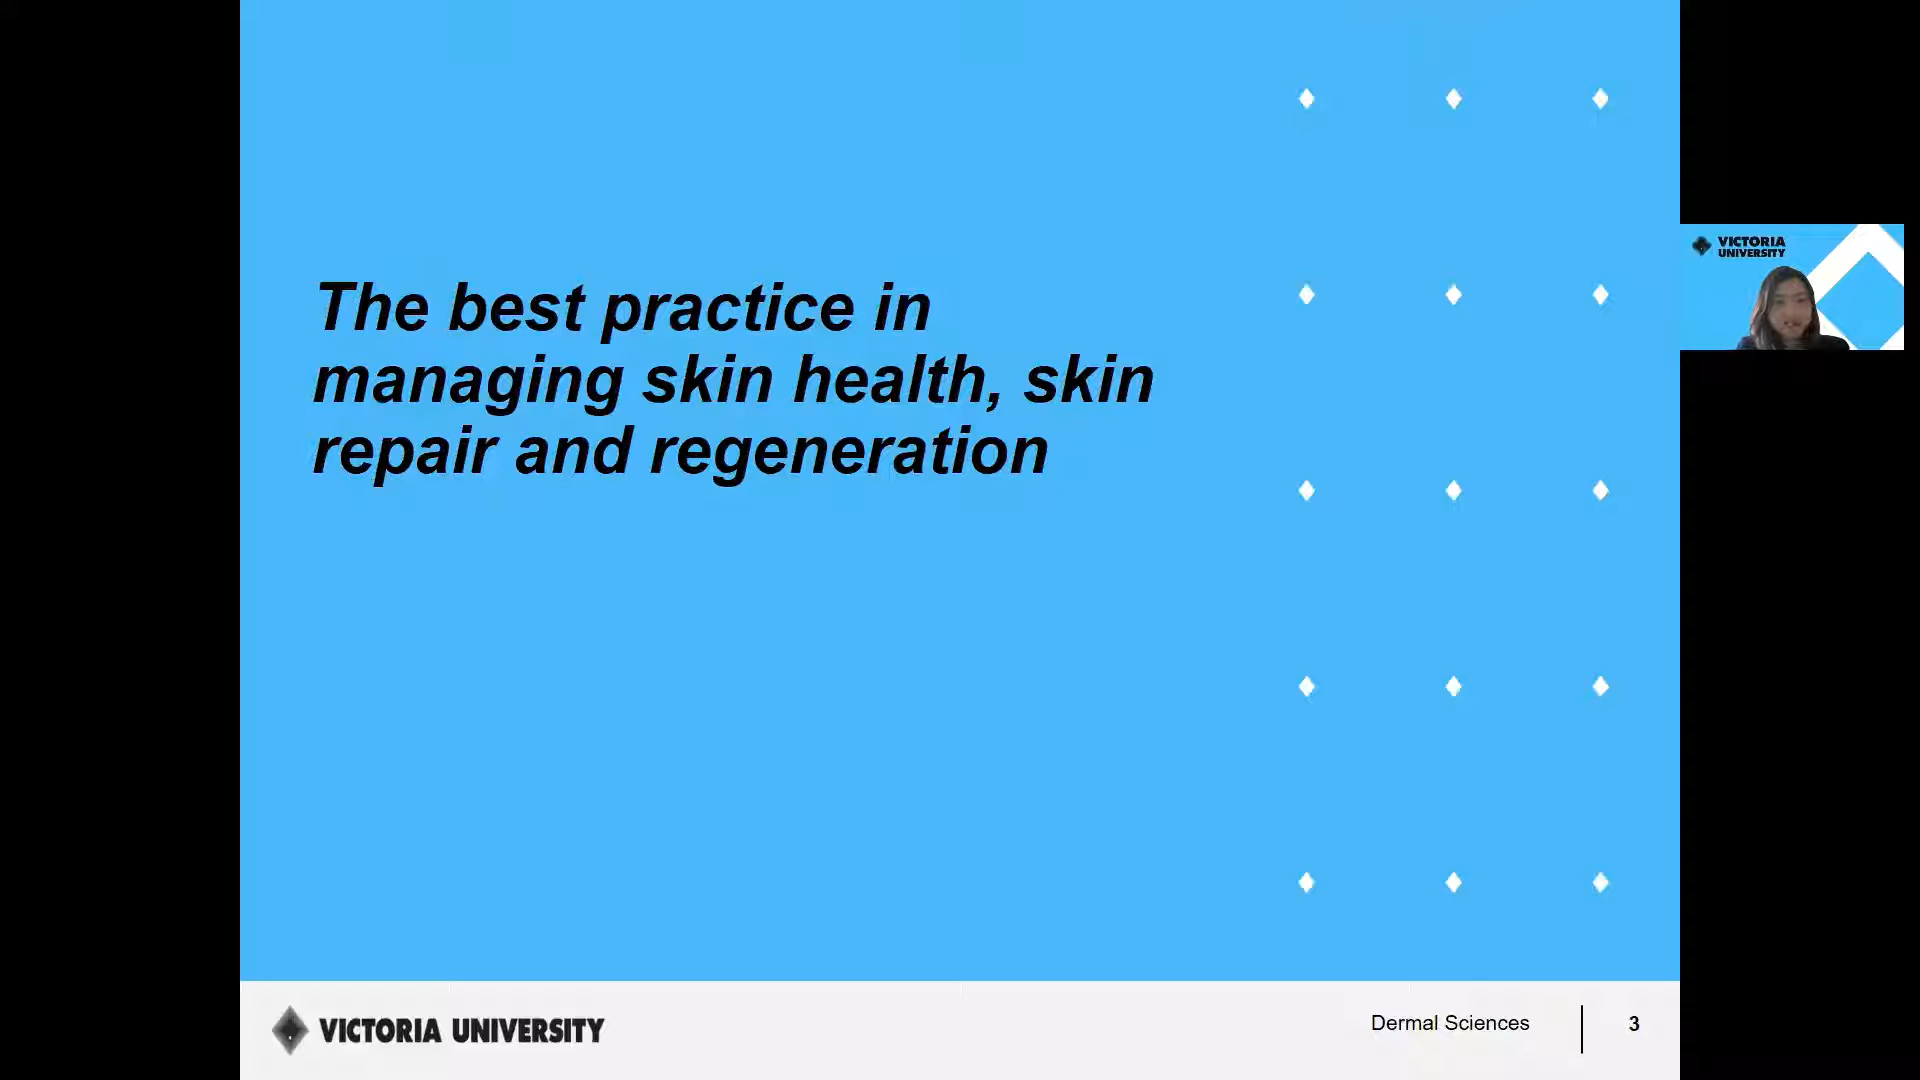 The best practice in
managing skin health, skin
repair and regeneration
VICTORIA
UNIVERSITY
VICTORIA UNIVERSITY
Dermal Sciences
3